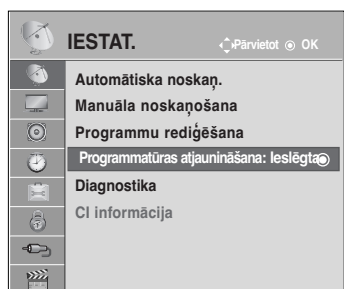 IESTAT.
Pārvietot OK
Automātiska noskaņ.
Manuāla noskaņošana
Programmu rediģēšana
Programmatūras atjaunināšana: Ieslēgta
Diagnostika
CI informācija